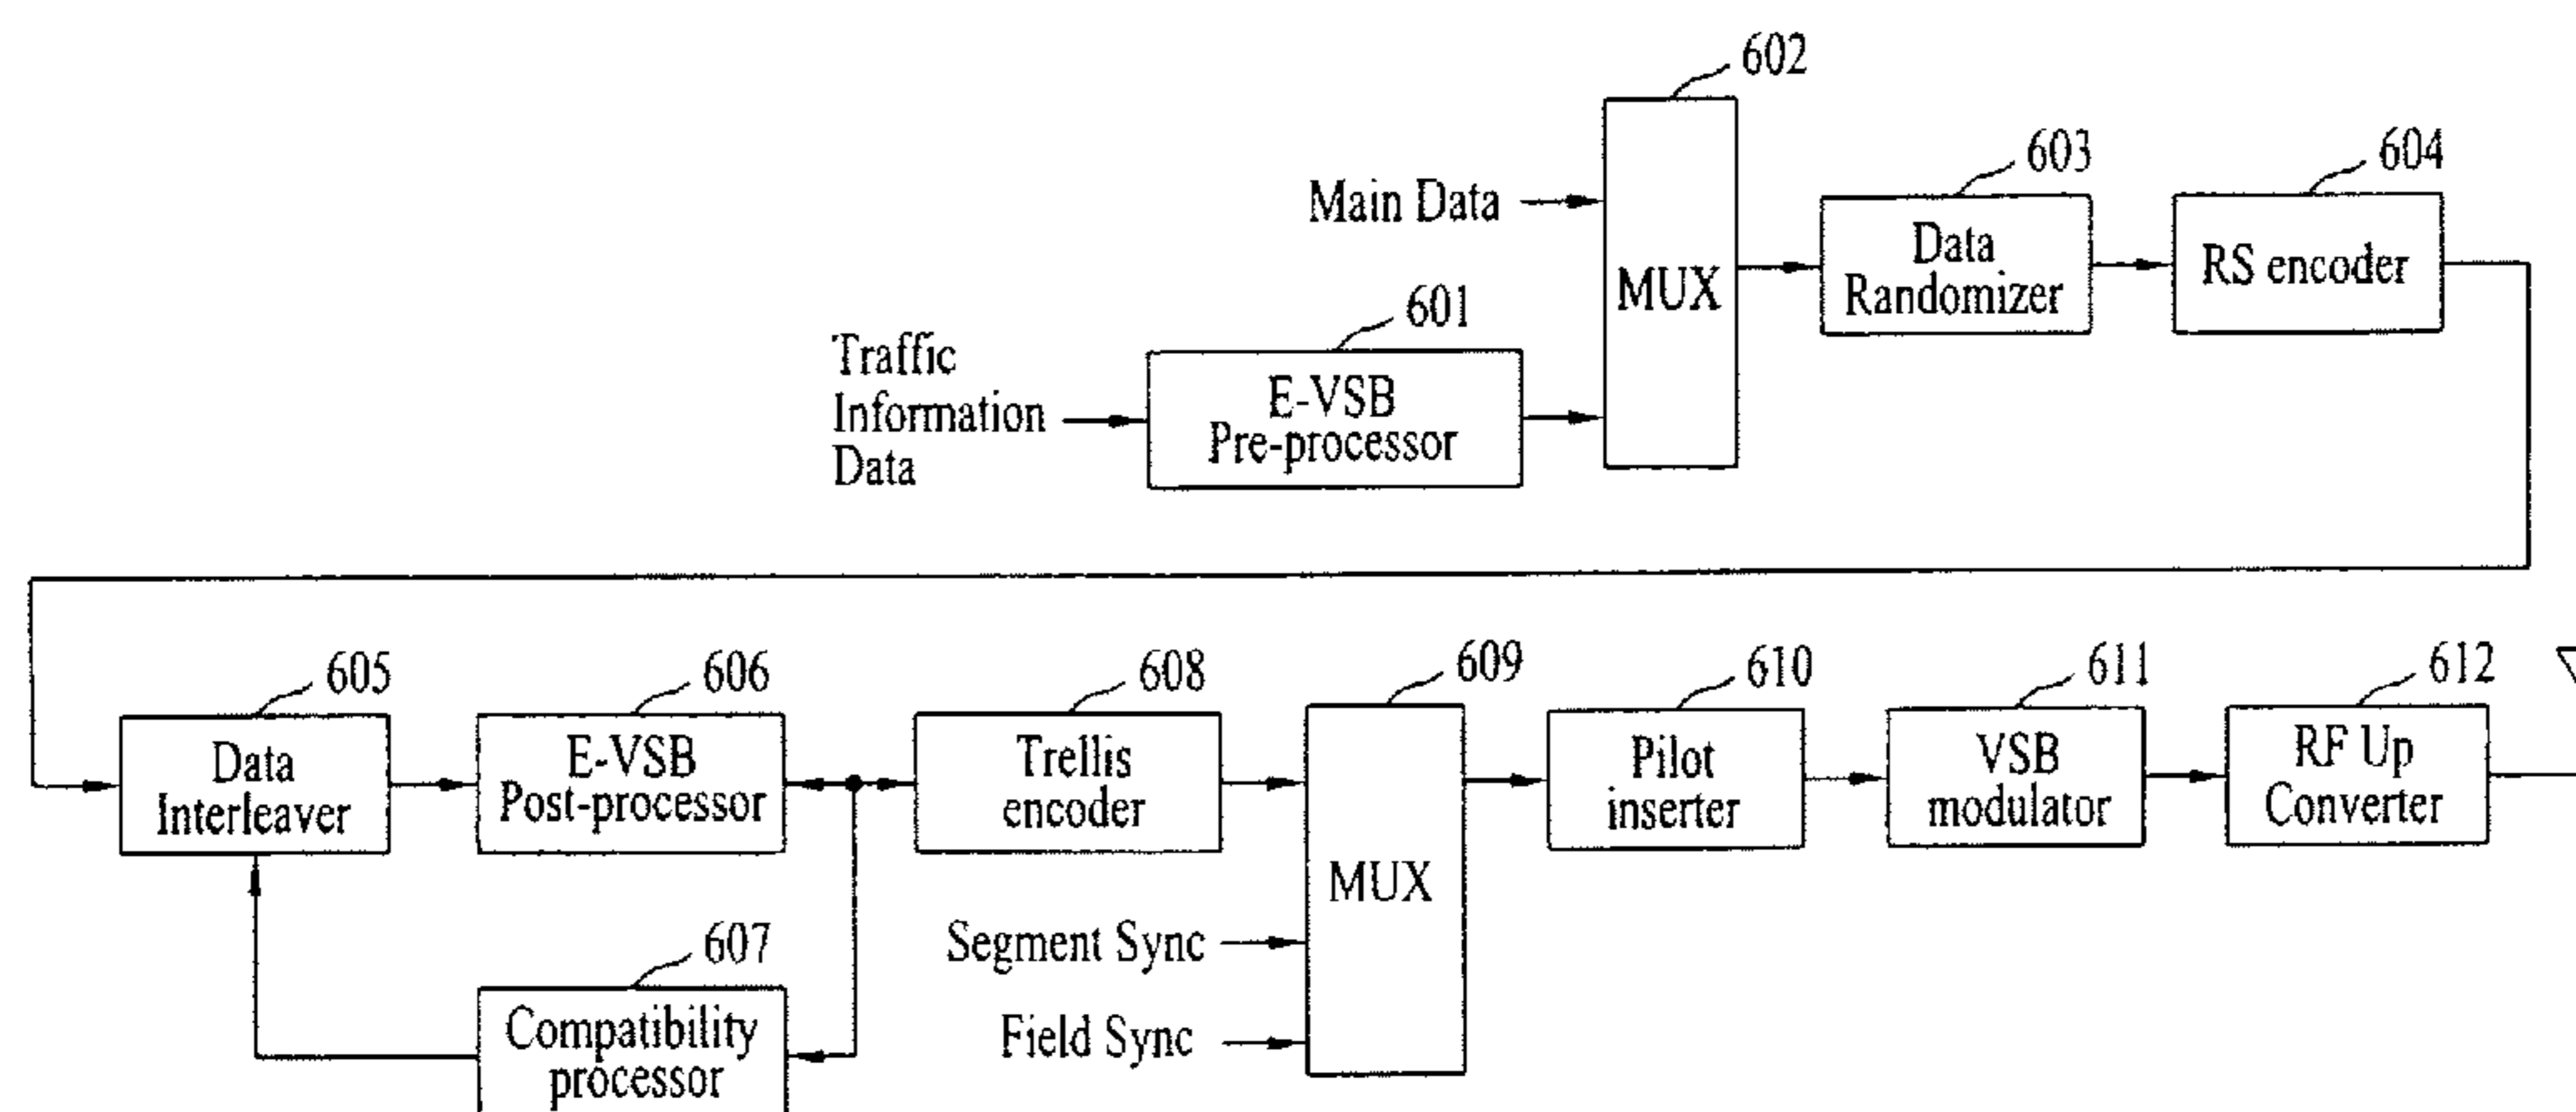 602
603
604
Main Data
MUX
Data
Randomizer
RS encoder
601
Traffic
Information
Data
E-VSB
Pre-processor
605
606
608
609
610
611
612
Data
Interleaver
E-VSB
Post-processor
Trellis
encoder
MUX
Pilot
inserter
VSB
modulator
RF Up
Converter
607
Segment Sync
Compatibility
processor
Field Sync